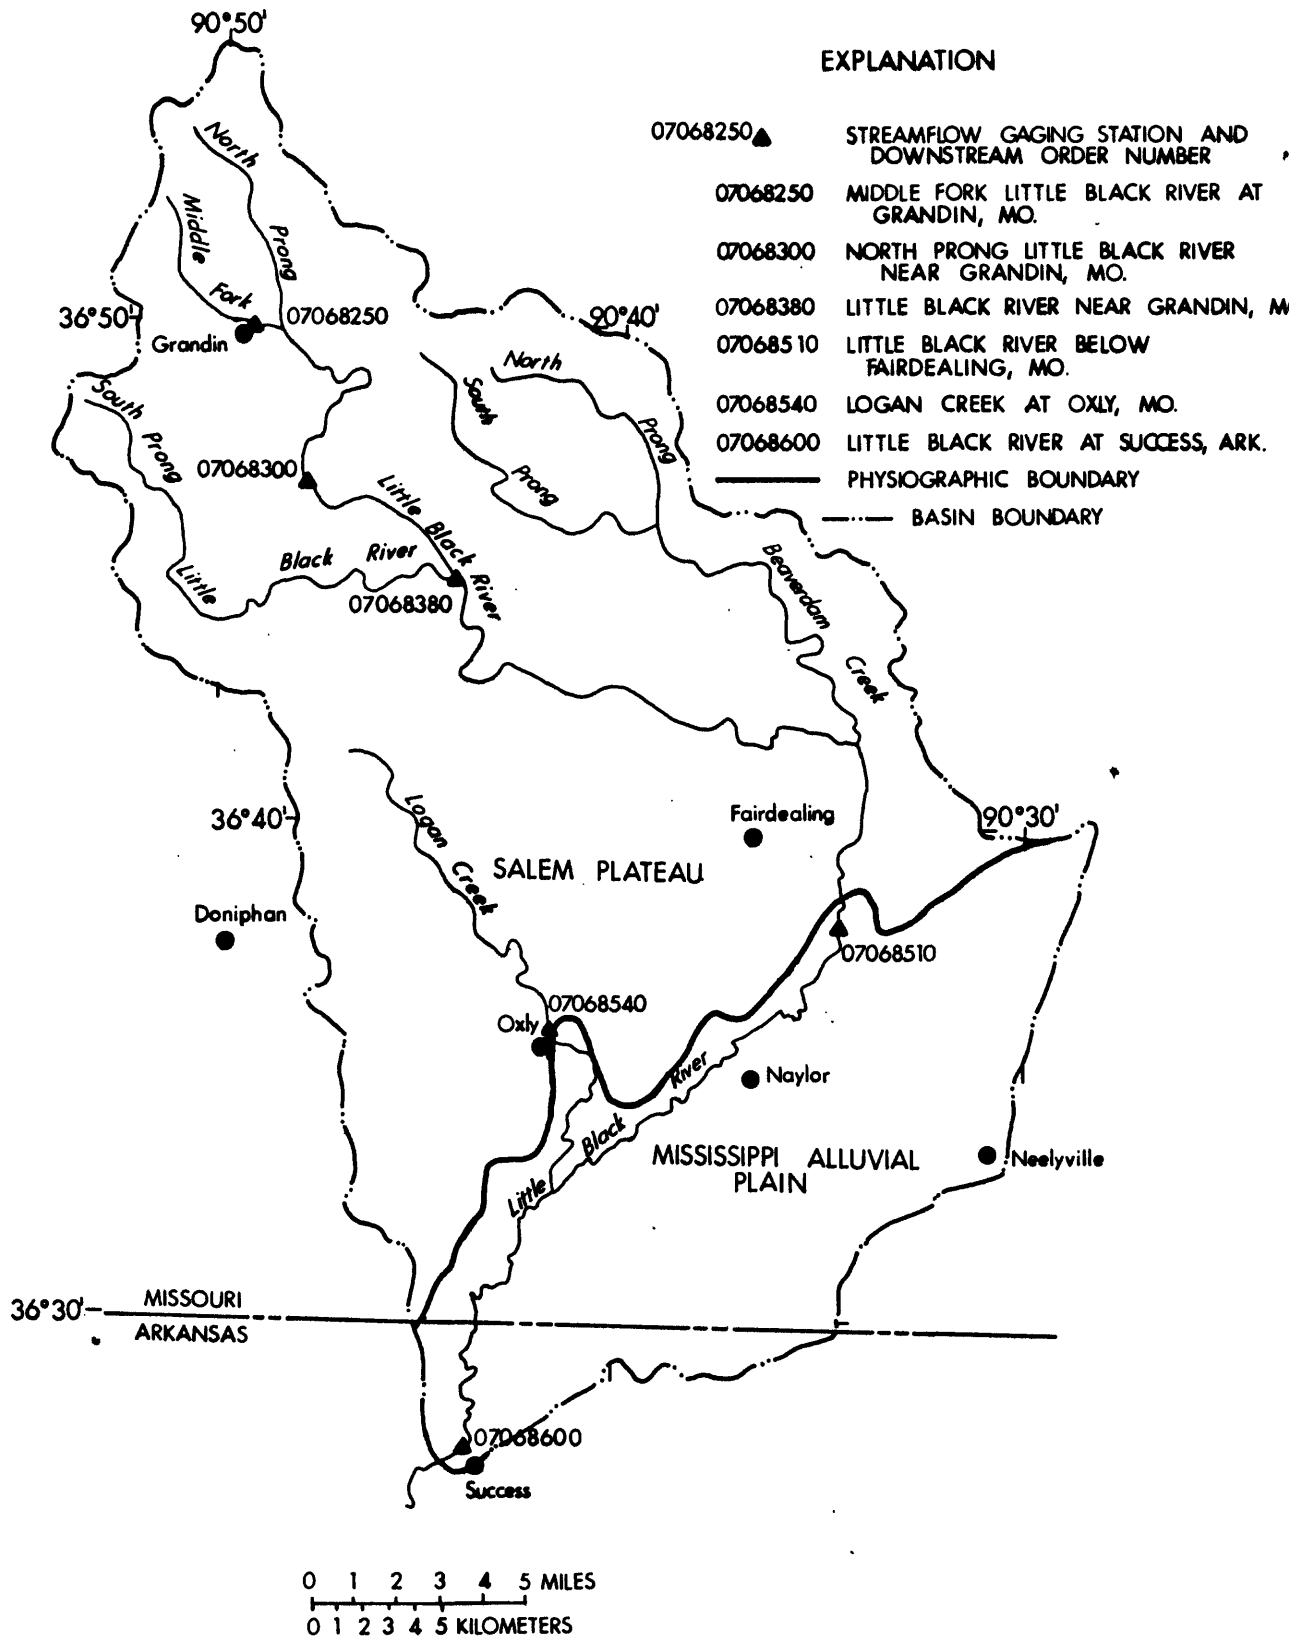 90°50'
EXPLANATION
07068250
STREAMFLOW GAGING STATION AND
DOWNSTREAM ORDER NUMBER
07068250 MIDDLE FORK LITTLE BLACK RIVER AT
GRANDIN, MO.
07068300 NORTH PRONG LITTLE BLACK RIVER
NEAR GRANDIN, MO.
07068380 LITTLE BLACK RIVER NEAR GRANDIN, M
07068510 LITTLE BLACK RIVER BELOW
FAIRDEALING, MO.
07068540 LOGAN CREEK AT OXLY, MO.
07068600 LITTLE BLACK RIVER AT SUCCESS, ARK.
PHYSIOGRAPHIC BOUNDARY
BASIN BOUNDARY
North
Prong
Middle
Fork
36°50'
07068250
Grandin
90°40'
North
Prong
South
Prong
South
Prong
Little
Black River
07068300
Little Black River
07068380
Beaverdam
Creek
Logan
Creek
36°40'
Fairdealing
90°30'
SALEM PLATEAU
Doniphan
07068510
07068540
Oxly
Naylor
Little
Black
River
MISSISSIPPI ALLUVIAL
PLAIN
Neelyville
36°30'
MISSOURI
ARKANSAS
07068600
Success
0 1 2 3 4 5 MILES
0 1 2 3 4 5 KILOMETERS